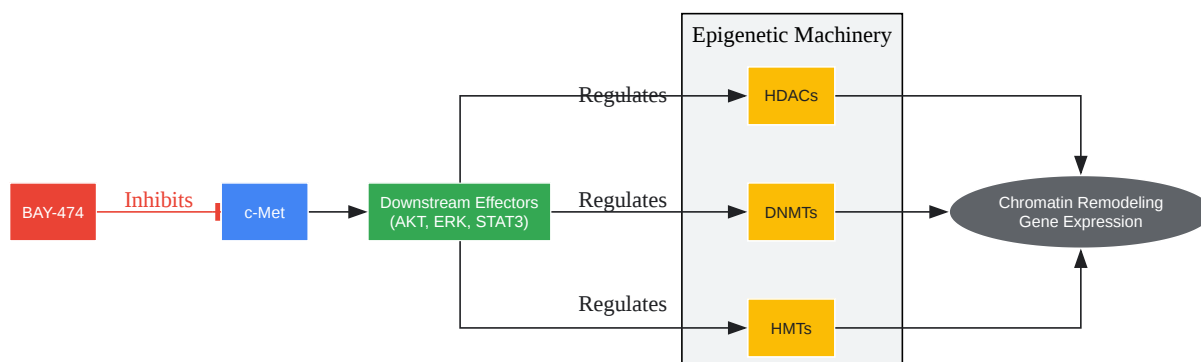 Epigenetic Machinery
Regulates
HDACs
BAY-474
Inhibits
c-Met
Downstream Effectors
(AKT, ERK, STAT3)
Regulates
DNMTs
Chromatin Remodeling
Gene Expression
Regulates
HMTs